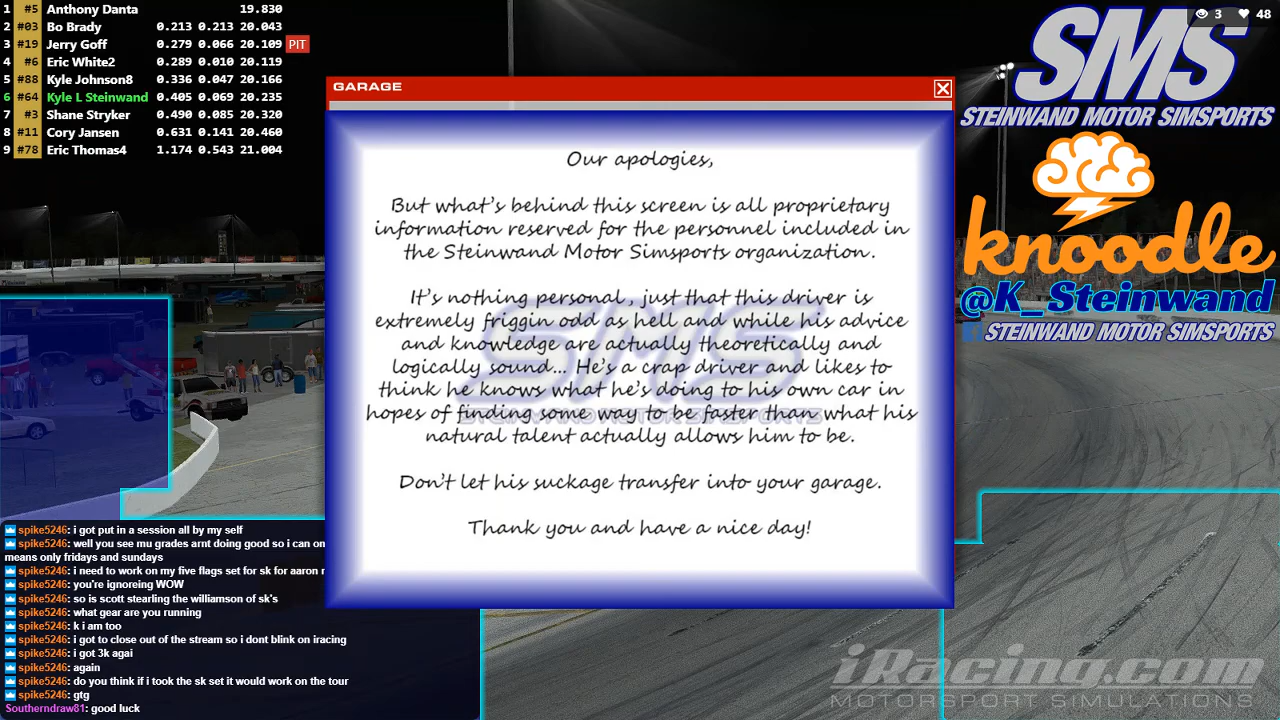 1 #5 Anthony Danta 19.830
2 #03 Bo Brady 0.213 0.213 20.043
3 #19 Jerry Goff 0.279 0.066 20.109 PIT
4 #6 Eric White2 0.289 0.010 20.119
5 #88 Kyle Johnson8 0.336 0.047 20.166
6 #64 Kyle L Steinwand 0.405 0.069 20.235
7 #3 Shane Stryker 0.490 0.085 20.320
8 #11 Cory Jansen 0.631 0.141 20.460
9 #78 Eric Thomas4 1.174 0.543 21.004
GARAGE
Our apologies,
But what's behind this screen is all proprietary
information reserved for the personnel included in
the Steinwand Motor Simsports organization.
It's nothing personal, just that this driver is
extremely friggin odd as hell and while his advice
and knowledge are actually theoretically and
logically sound... He's a crap driver and likes to
think he knows what he's doing to his own car in
hopes of finding some way to be faster than what his
natural talent actually allows him to be.
Don't let his suckage transfer into your garage.
Thank you and have a nice day!
SMS
STEINWAND MOTOR SIMSPORTS
3 48
SMS
STEINWAND MOTOR SIMSPORTS
knoodle
@K_Steinwand
STEINWAND MOTOR SIMSPORTS
spike5246: i got put in a session all by my self
spike5246: well you see mu grades arnt doing good so i can on
means only fridays and sundays
spike5246: i need to work on my five flags set for sk for aaron
spike5246: you're ignoreing WOW
spike5246: so is scott stearling the williamson of sk's
spike5246: what gear are you running
spike5246: k i am too
spike5246: i got to close out of the stream so i dont blink on iracing
spike5246: i got 3k agai
spike5246: again
spike5246: do you think if i took the sk set it would work on the tour
spike5246: gtg
Southerndraw81: good luck
iRacing.com
MOTORSPORT SIMULATIONS